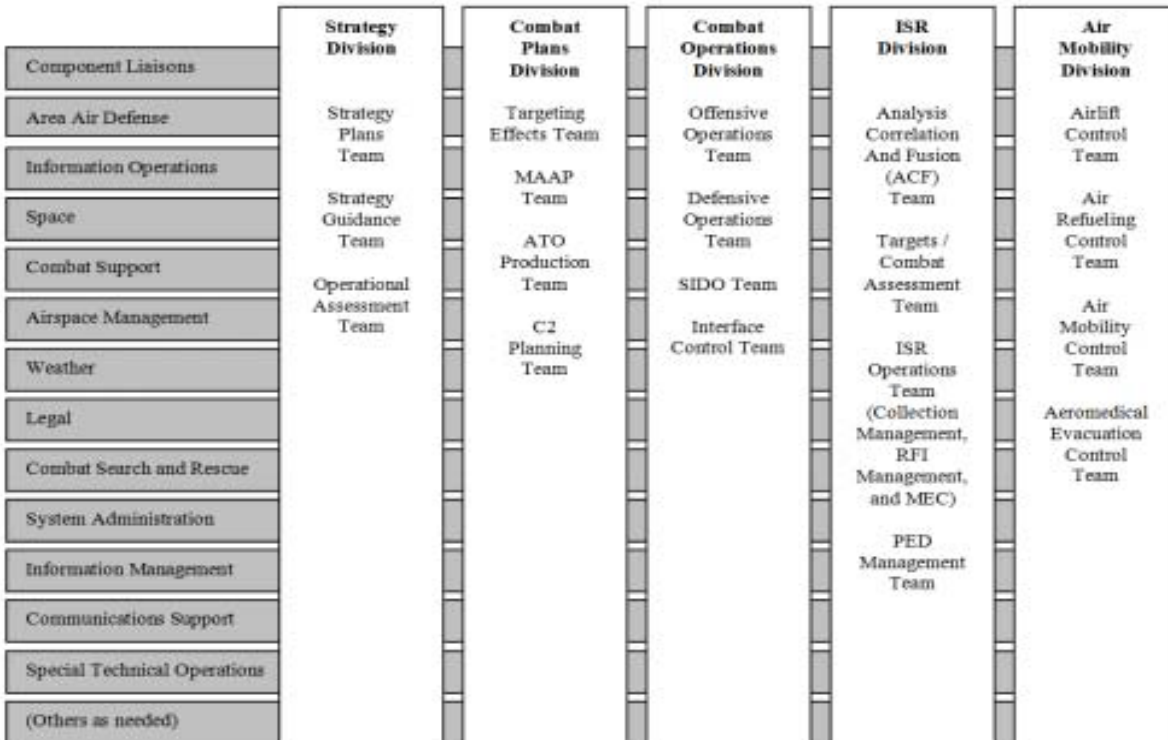 Component Liaisons
Area Air Defense
Information Operations
Space
Combat Support
Airspace Management
Weather
Legal
Combat Search and Rescue
System Administration
Information Management
Communications Support
Special Technical Operations
(Others as needed)
Strategy
Division
Strategy
Plans
Team
Strategy
Guidance
Team
Operational
Assessment
Team
Combat
Plans
Division
Targeting
Effects Team
MAAP
Team
ATO
Production
Team
C2
Planning
Team
Combat
Operations
Division
Offensive
Operations
Team
Defensive
Operations
Team
SIDO Team
Interface
Control Team
ISR
Division
Analysis
Correlation
And Fusion
(ACF)
Team
Targets /
Combat
Assessment
Team
ISR
Operations
Team
(Collection
Management,
RFI
Management,
and MEC)
PED
Management
Team
Air
Mobility
Division
Airlift
Control
Team
Air
Refueling
Control
Team
Air
Mobility
Control
Team
Aeromedical
Evacuation
Control
Team